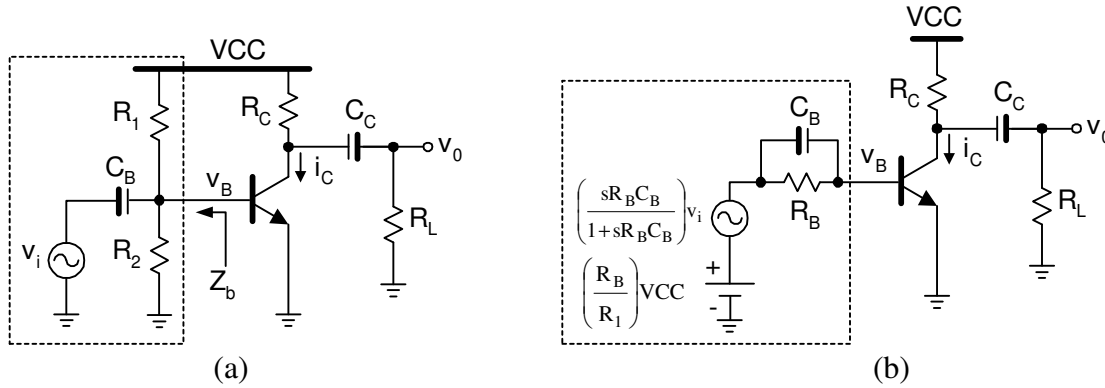 VCC
R1
RC
CC
v0
iC
CB
vB
vi
R2
Zb
RL
(a)
VCC
RC
CC
v0
iC
CB
vB
RB
RL
(sRBCB / 1+sRBCB) vi
+
(RB / R1) VCC
-
(b)